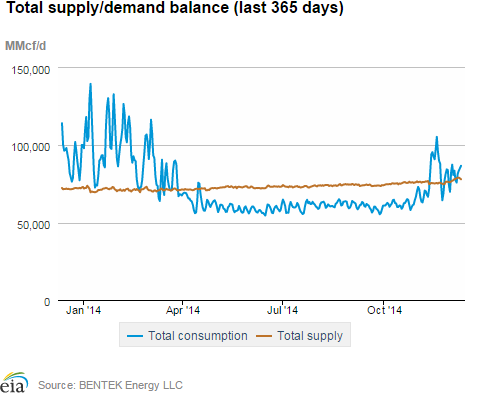 Total supply/demand balance (last 365 days)
MMcf/d
150,000
100,000
50,000
0
Jan '14 Apr '14 Jul '14 Oct '14
Total consumption Total supply
eia Source: BENTEK Energy LLC